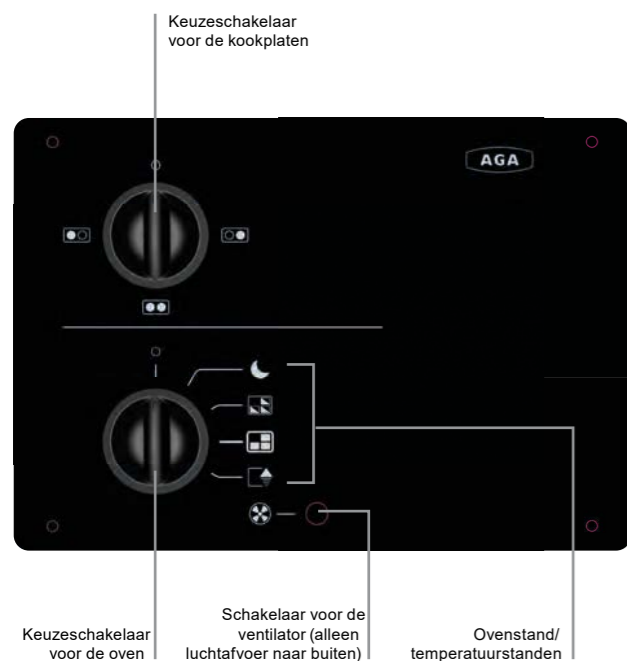 Keuzeschakelaar
voor de kookplaten
AGA
Keuzeschakelaar
voor de oven
Schakelaar voor de
ventilator (alleen
luchtafvoer naar buiten)
Ovenstand/
temperatuurstanden